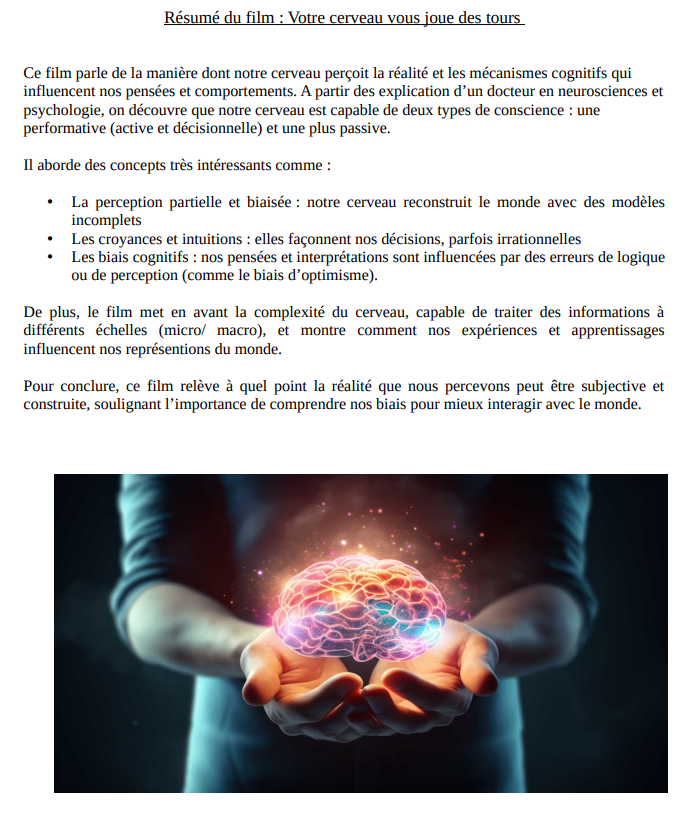 Résumé du film : Votre cerveau vous joue des tours
Ce film parle de la manière dont notre cerveau perçoit la réalité et les mécanismes cognitifs qui
influencent nos pensées et comportements. A partir des explication d’un docteur en neurosciences et
psychologie, on découvre que notre cerveau est capable de deux types de conscience : une
performative (active et décisionnelle) et une plus passive.
Il aborde des concepts très intéressants comme :
• La perception partielle et biaisée : notre cerveau reconstruit le monde avec des modèles
incomplets
• Les croyances et intuitions : elles façonnent nos décisions, parfois irrationnelles
• Les biais cognitifs : nos pensées et interprétations sont influencées par des erreurs de logique
ou de perception (comme le biais d’optimisme).
De plus, le film met en avant la complexité du cerveau, capable de traiter des informations à
différents échelles (micro/ macro), et montre comment nos expériences et apprentissages
influencent nos représentions du monde.
Pour conclure, ce film relève à quel point la réalité que nous percevons peut être subjective et
construite, soulignant l’importance de comprendre nos biais pour mieux interagir avec le monde.